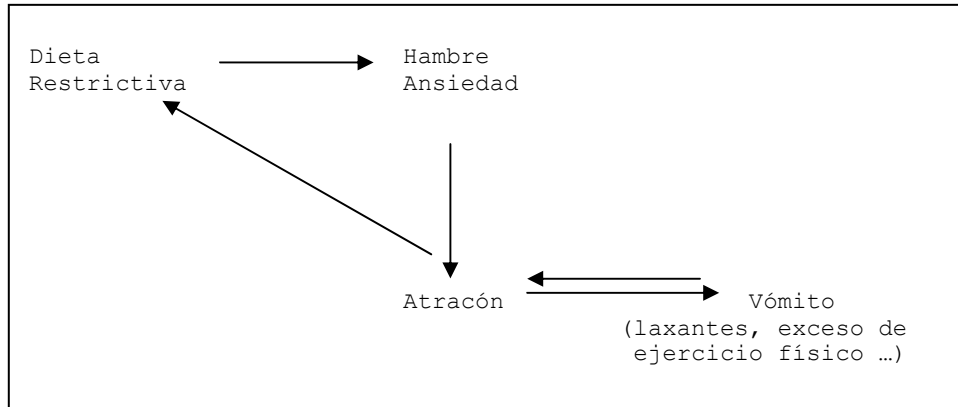 Dieta
Restrictiva
Hambre
Ansiedad
Atracón
Vómito
(laxantes, exceso de
ejercicio físico …)